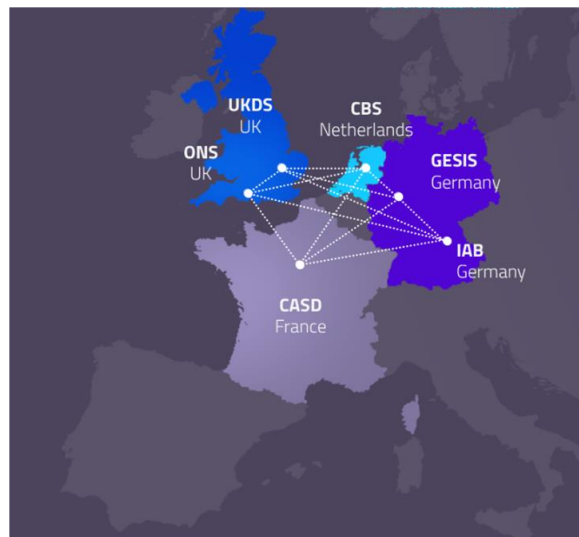 UKDS
UK
CBS
Netherlands
ONS
UK
GESIS
Germany
IAB
Germany
CASD
France